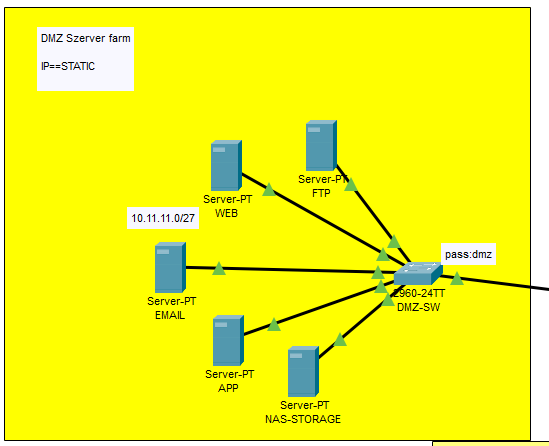 DMZ Szerver farm
IP==STATIC
Server-PT
FTP
Server-PT
WEB
10.11.11.0/27
pass:dmz
Server-PT
EMAIL
2960-24TT
DMZ-SW
Server-PT
APP
Server-PT
NAS-STORAGE